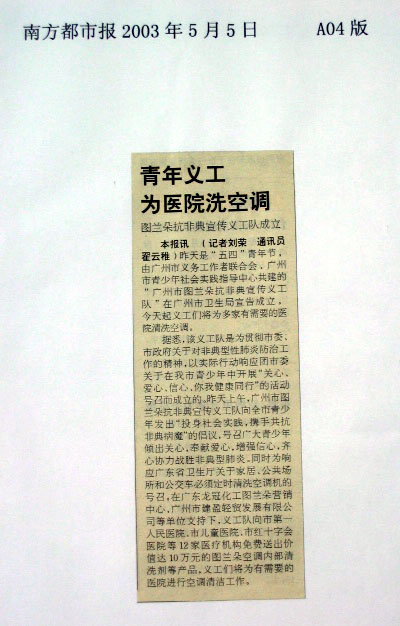 南方都市报 2003 年 5 月 5 日 A04 版
青年义工
为医院洗空调
图兰朵抗非典宣传义工队成立
本报讯 （记者刘荣 通讯员
翟云稚）昨天是“五四”青年节，
由广州市义务工作者联合会、广州
市青少年社会实践指导中心共建的
“广州市图兰朵抗非典宣传义工
队”在广州市卫生局宣告成立，
今天起义工们将为多家有需要的医
院清洗空调。
据悉，该义工队是为贯彻市委、
市政府关于对非典型性肺炎防治工
作的精神，以实际行动响应团市委
关于在我市青少年中开展“关心、
爱心、信心、你我健康同行”的活动
号召而成立的。昨天上午，广州市图
兰朵抗非典宣传义工队向全市青少
年发出“投身社会实践，携手共抗
非典病魔”的倡议，号召广大青少年
倾出关心，奉献爱心，增强信心，齐
心协力战胜非典型肺炎。同时为响
应广东省卫生厅关于家居、公共场
所和公交车必须定时清洗空调机的
号召，在广东龙冠化工图兰朵营销
中心、广州市雄盈轻贸发展有限公
司等单位支持下，义工队向市第一
人民医院、市儿童医院、市红十字会
医院等 12家医疗机构免费送出价
值达 10 万元的图兰朵空调内部清
洗剂等产品，义工们将为有需要的
医院进行空调清洁工作。